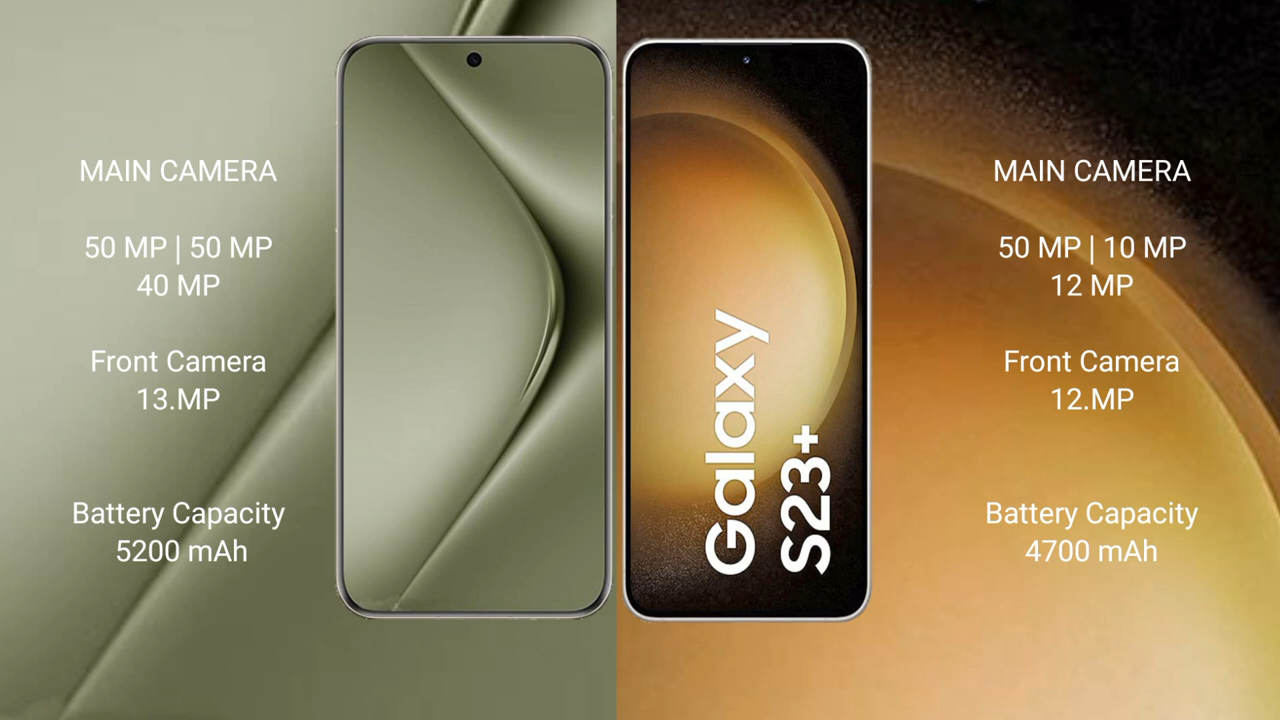 MAIN CAMERA
50 MP | 50 MP
40 MP
Front Camera
13.MP
Battery Capacity
5200 mAh
Galaxy
S23+
MAIN CAMERA
50 MP | 10 MP
12 MP
Front Camera
12.MP
Battery Capacity
4700 mAh